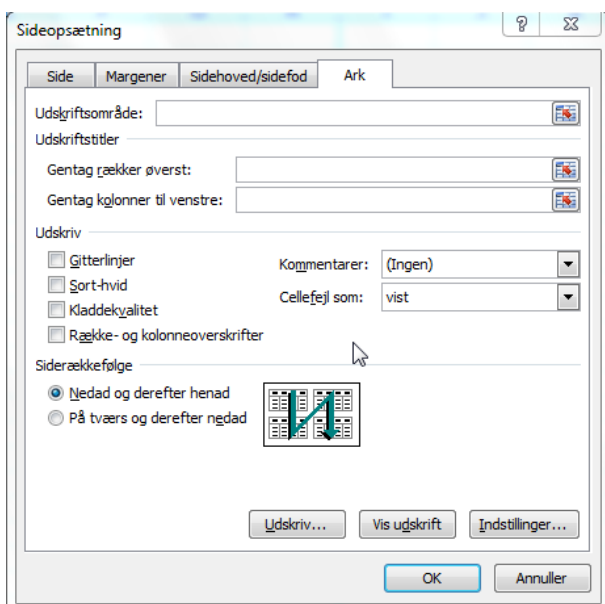 Sideopsætning
Side Margener Sidehoved/sidefod Ark
Udskriftsområde:
Udskriftstitler
Gentag rækker øverst:
Gentag kolonner til venstre:
Udskriv
Gitterlinjer
Sort-hvid
Kladdekvalitet
Række- og kolonneoverskrifter
Kommentarer: (Ingen)
Cellefejl som: vist
Siderækkefølge
Nedad og derefter henad
På tværs og derefter nedad
Udskriv... Vis udskrift Indstillinger...
OK Annuller